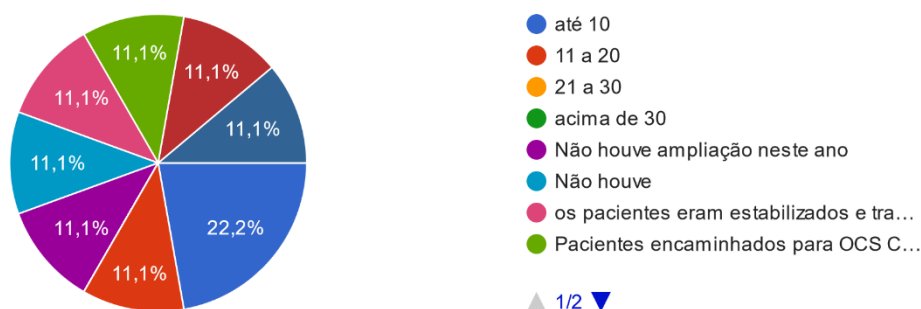 11,1%
11,1%
11,1%
11,1%
11,1%
22,2%
11,1%
11,1%
até 10
11 a 20
21 a 30
acima de 30
Não houve ampliação neste ano
Não houve
os pacientes eram estabilizados e tra...
Pacientes encaminhados para OCS C...
1/2